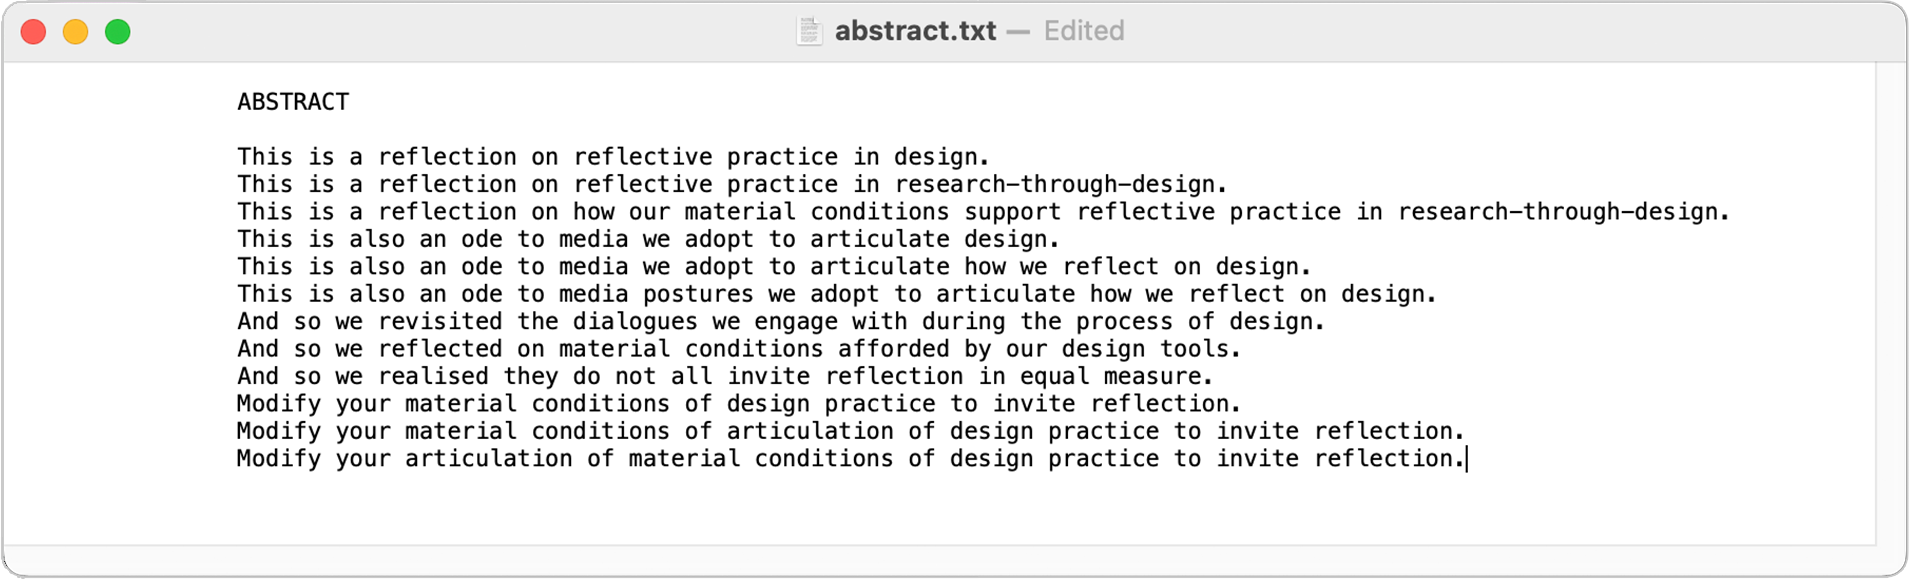 abstract.txt — Edited
ABSTRACT
This is a reflection on reflective practice in design.
This is a reflection on reflective practice in research-through-design.
This is a reflection on how our material conditions support reflective practice in research-through-design.
This is also an ode to media we adopt to articulate design.
This is also an ode to media we adopt to articulate how we reflect on design.
This is also an ode to media postures we adopt to articulate how we reflect on design.
And so we revisited the dialogues we engage with during the process of design.
And so we reflected on material conditions afforded by our design tools.
And so we realised they do not all invite reflection in equal measure.
Modify your material conditions of design practice to invite reflection.
Modify your material conditions of articulation of design practice to invite reflection.
Modify your articulation of material conditions of design practice to invite reflection.